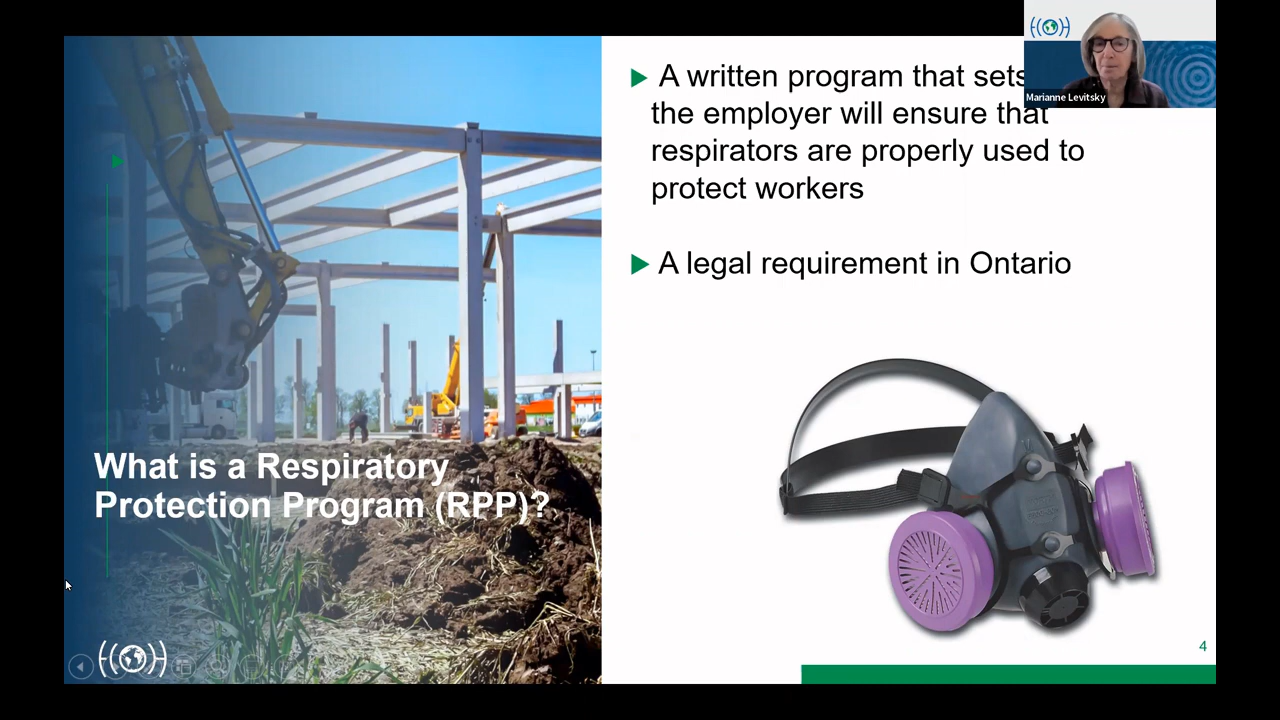 What is a Respiratory
Protection Program (RPP)?
A written program that sets
the employer will ensure that
respirators are properly used to
protect workers
A legal requirement in Ontario
Marianne Levitsky
4